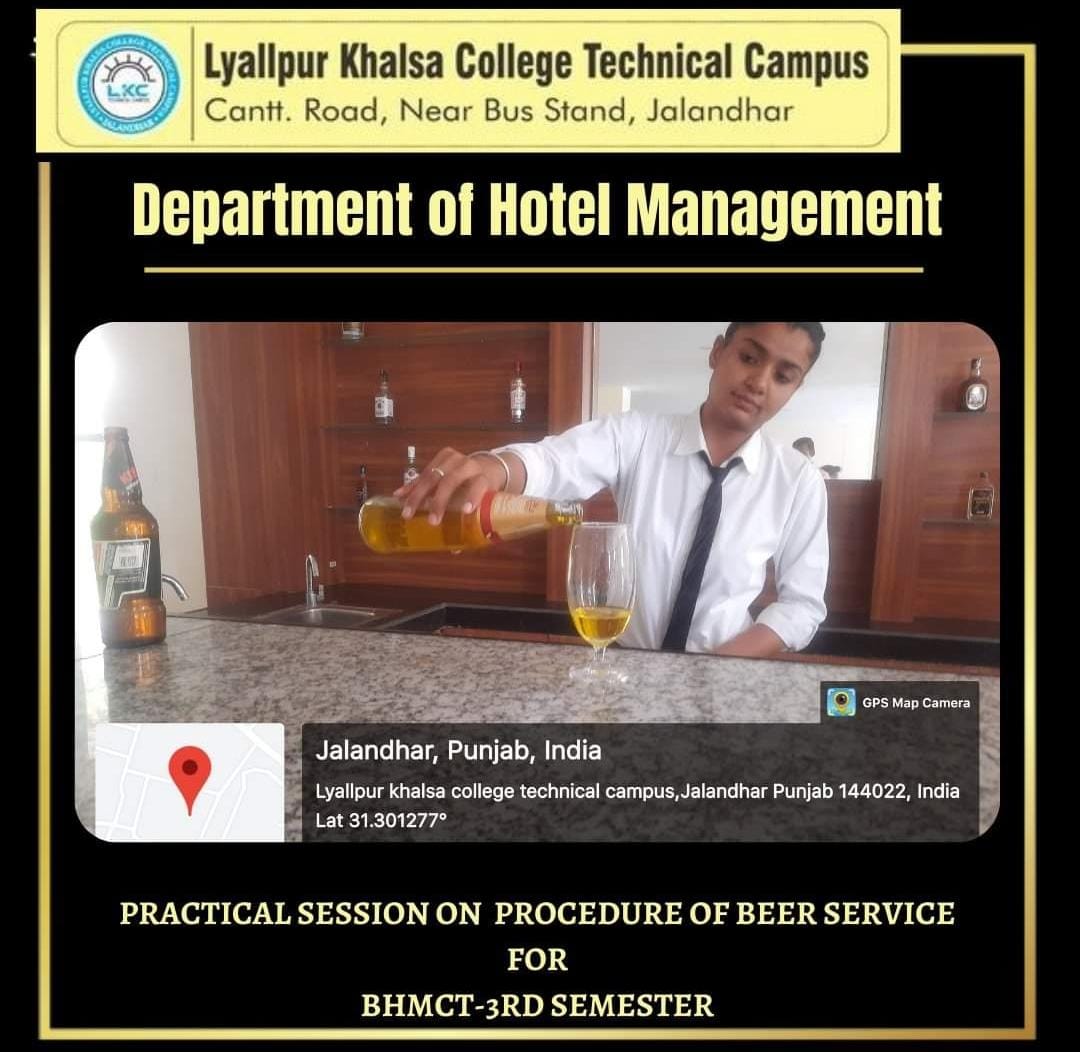 Lyallpur Khalsa College Technical Campus
Cantt. Road, Near Bus Stand, Jalandhar
LKC
Department of Hotel Management
GPS Map Camera
Jalandhar, Punjab, India
Lyallpur khalsa college technical campus,Jalandhar Punjab 144022, India
Lat 31.301277°
PRACTICAL SESSION ON PROCEDURE OF BEER SERVICE
FOR
BHMCT-3RD SEMESTER